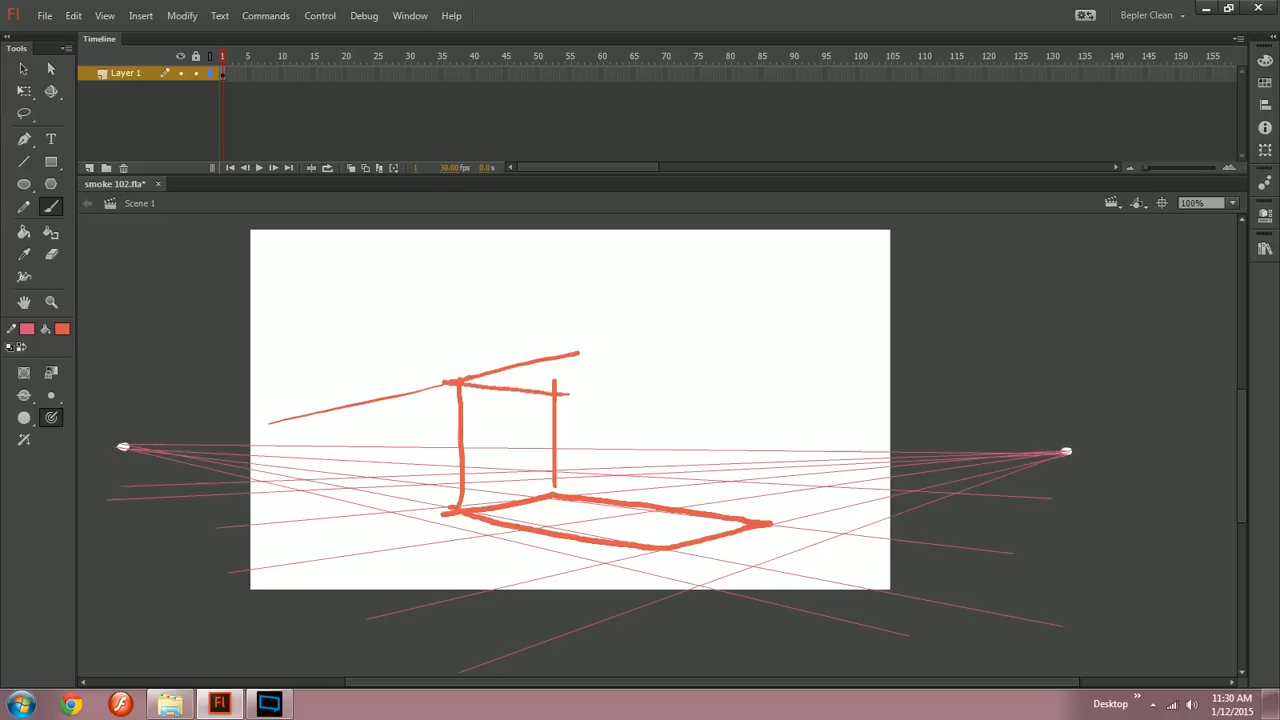 Fl File Edit View Insert Modify Text Commands Control Debug Window Help Bepler Clean
Timeline
Tools
1 5 10 15 20 25 30 35 40 45 50 55 60 65 70 75 80 85 90 95 100 105 110 115 120 125 130 135 140 145 150 155
Layer 1
T
1 30.00 fps 0.0 s
smoke 102.fla* ×
Scene 1 100%
Fl
11:30 AM
Desktop
1/12/2015